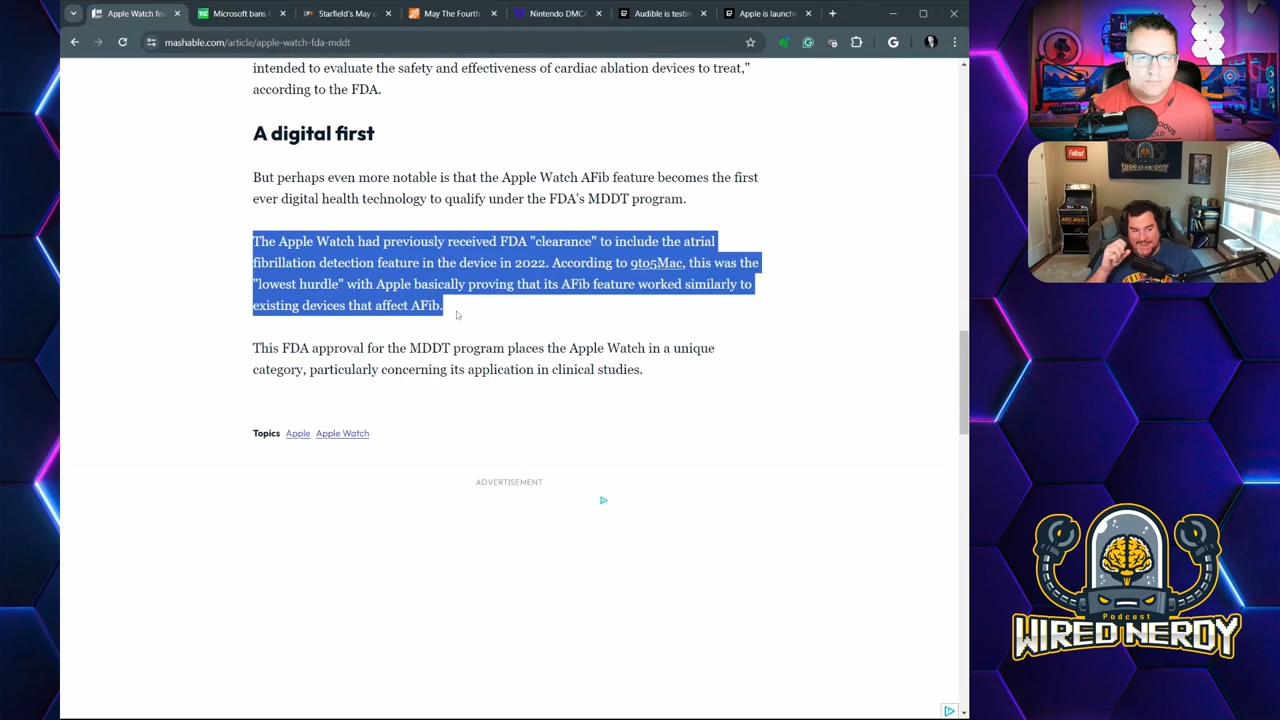 Apple Watch fea
Microsoft bans
Starfield's May u
May The Fourth
Nintendo DMCA
Audible is testin
Apple is launchi
mashable.com/article/apple-watch-fda-mddt
intended to evaluate the safety and effectiveness of cardiac ablation devices to treat,"
according to the FDA.
A digital first
But perhaps even more notable is that the Apple Watch AFib feature becomes the first
ever digital health technology to qualify under the FDA's MDDT program.
The Apple Watch had previously received FDA "clearance" to include the atrial
fibrillation detection feature in the device in 2022. According to 9to5Mac, this was the
"lowest hurdle" with Apple basically proving that its AFib feature worked similarly to
existing devices that affect AFib.
This FDA approval for the MDDT program places the Apple Watch in a unique
category, particularly concerning its application in clinical studies.
Topics Apple Apple Watch
ADVERTISEMENT
Fallout
WIRED NERDY
ARCADE
Podcast
WIRED NERDY